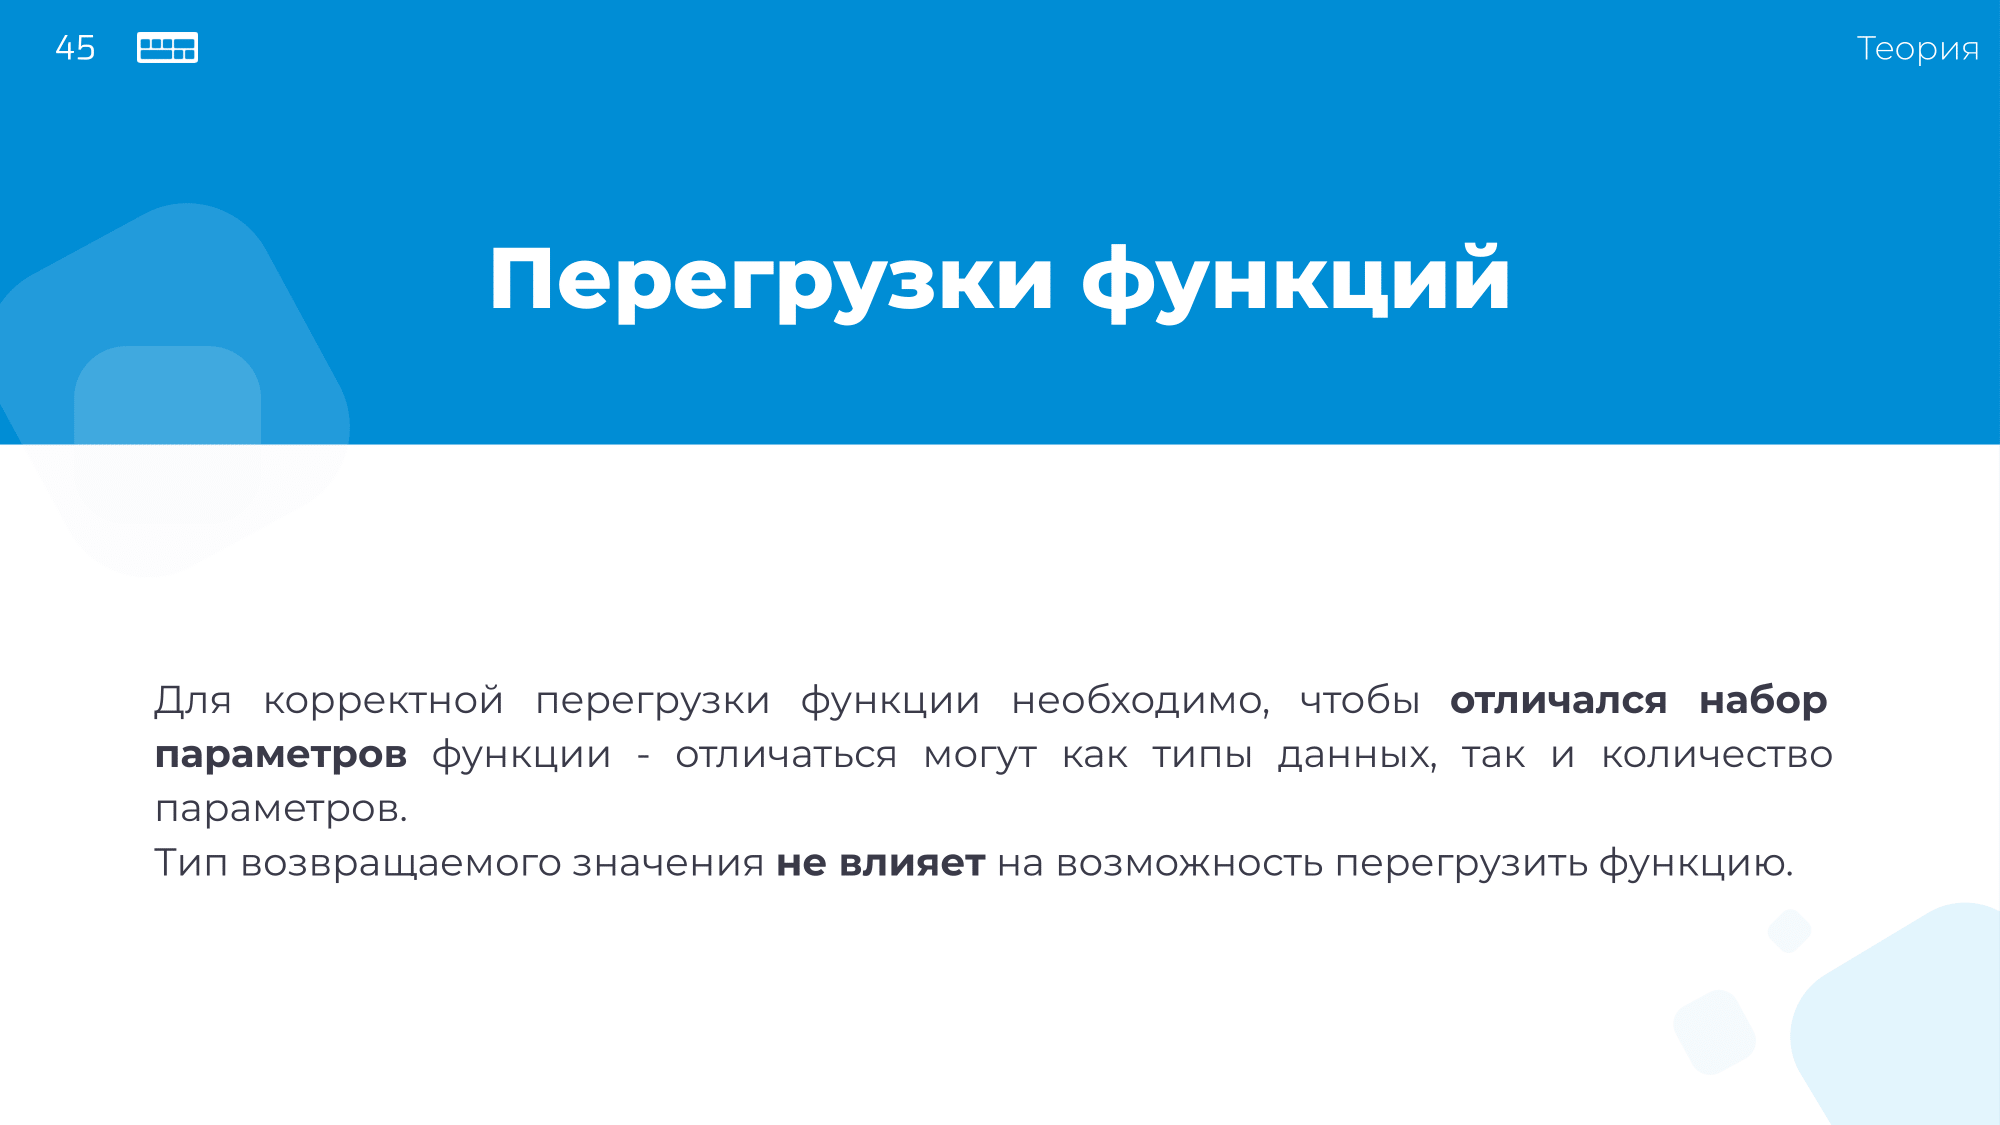 45
Теория
Перегрузки функций
Для корректной перегрузки функции необходимо, чтобы отличался набор
параметров функции - отличаться могут как типы данных, так и количество
параметров.
Тип возвращаемого значения не влияет на возможность перегрузить функцию.